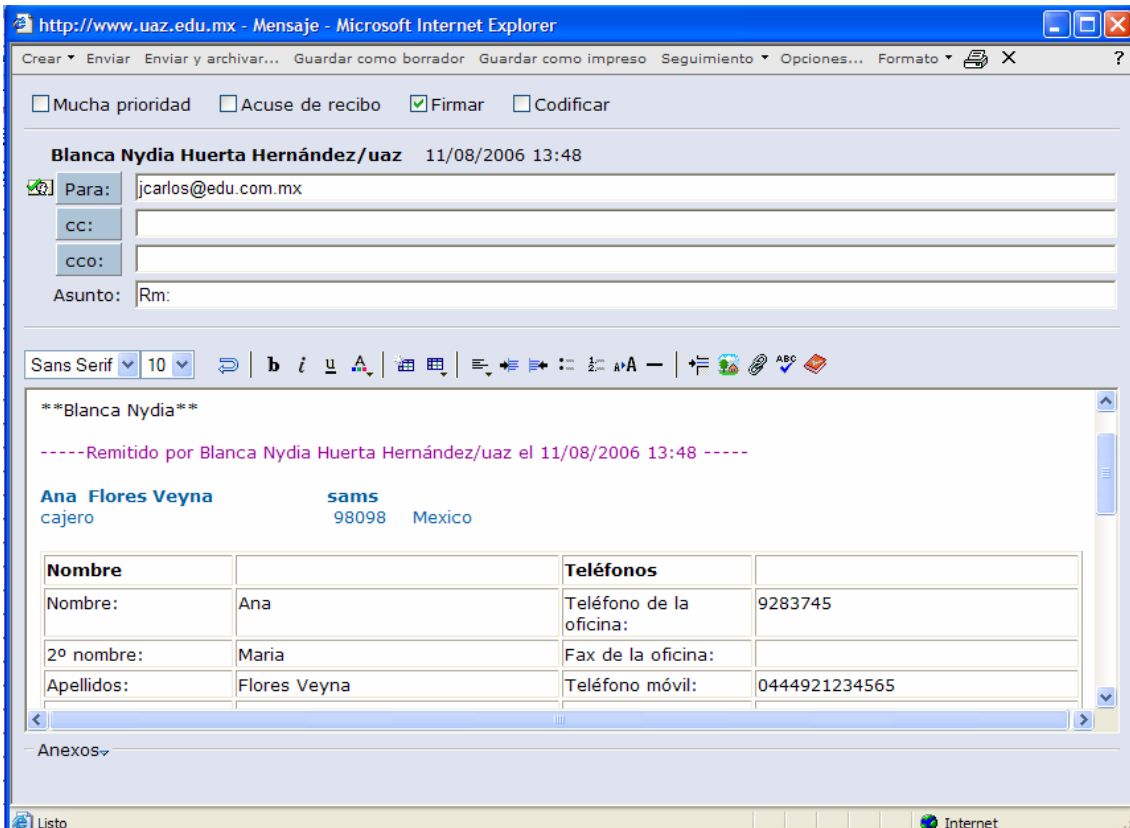 http://www.uaz.edu.mx - Mensaje - Microsoft Internet Explorer
Crear Enviar Enviar y archivar... Guardar como borrador Guardar como impreso Seguimiento Opciones... Formato ?
Mucha prioridad Acuse de recibo Firmar Codificar
Blanca Nydia Huerta Hernández/uaz 11/08/2006 13:48
Para: jcarlos@edu.com.mx
cc:
cco:
Asunto: Rm:
Sans Serif 10 b i u A A A ABC
**Blanca Nydia**
-----Remitido por Blanca Nydia Huerta Hernández/uaz el 11/08/2006 13:48 -----
Ana Flores Veyna sams
cajero 98098 Mexico
Nombre Teléfonos
Nombre: Ana Teléfono de la oficina: 9283745
2º nombre: Maria Fax de la oficina:
Apellidos: Flores Veyna Teléfono móvil: 0444921234565
Anexos
Listo Internet